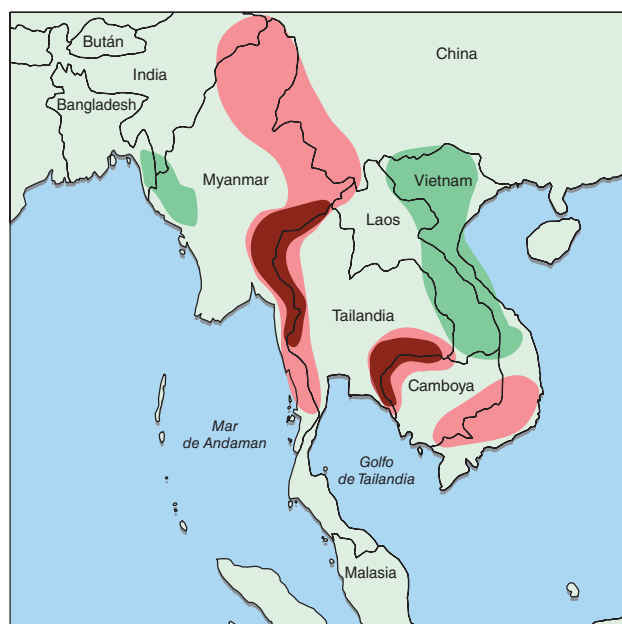 Bután
China
India
Bangladesh
Myanmar
Vietnam
Laos
Tailandia
Camboya
Mar
de Andaman
Golfo
de Tailandia
Malasia